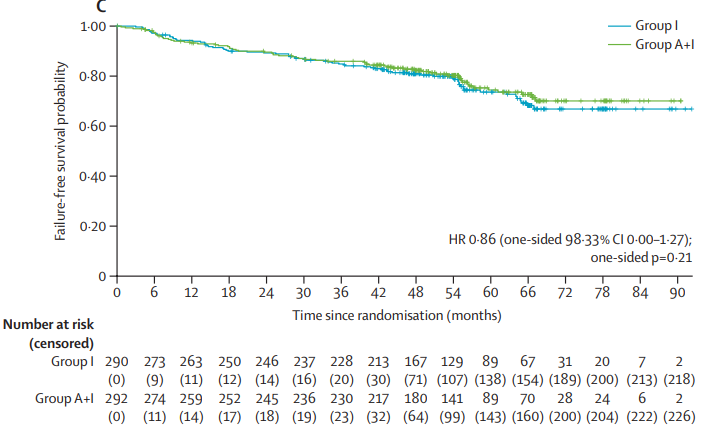 C
1·00
0·80
0·60
0·40
0·20
0
Failure-free survival probability
Group I
Group A+I
HR 0·86 (one-sided 98·33% CI 0·00–1·27);
one-sided p=0·21
0 6 12 18 24 30 36 42 48 54 60 66 72 78 84 90
Time since randomisation (months)
Number at risk
(censored)
Group I 290 273 263 250 246 237 228 213 167 129 89 67 31 20 7 2
(0) (9) (11) (12) (14) (16) (20) (30) (71) (107) (138) (154) (189) (200) (213) (218)
Group A+I 292 274 259 252 245 236 230 217 180 141 89 70 28 24 6 2
(0) (11) (14) (17) (18) (19) (23) (32) (64) (99) (143) (160) (200) (204) (222) (226)